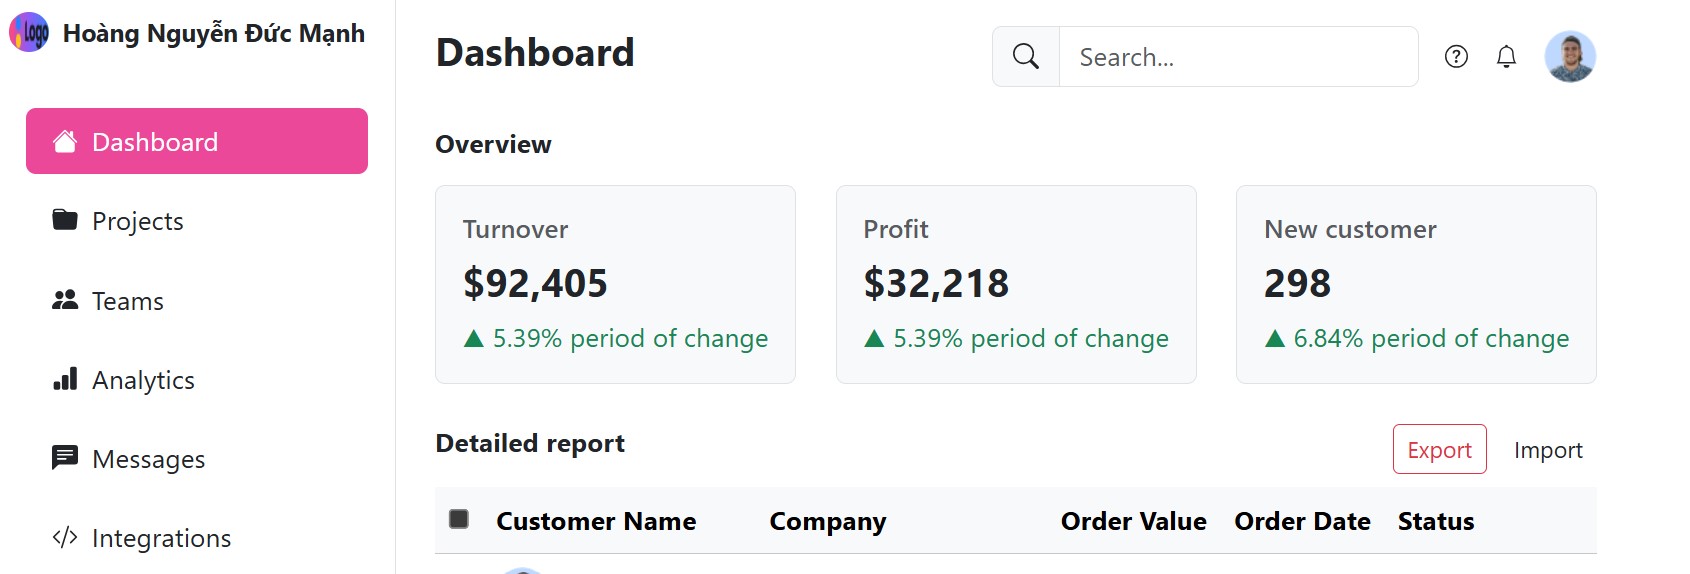 Logo
Hoàng Nguyễn Đức Mạnh
Dashboard
Projects
Teams
Analytics
Messages
Integrations
Dashboard
Search...
Overview
Turnover
$92,405
▲ 5.39% period of change
Profit
$32,218
▲ 5.39% period of change
New customer
298
▲ 6.84% period of change
Detailed report
Export
Import
Customer Name Company Order Value Order Date Status